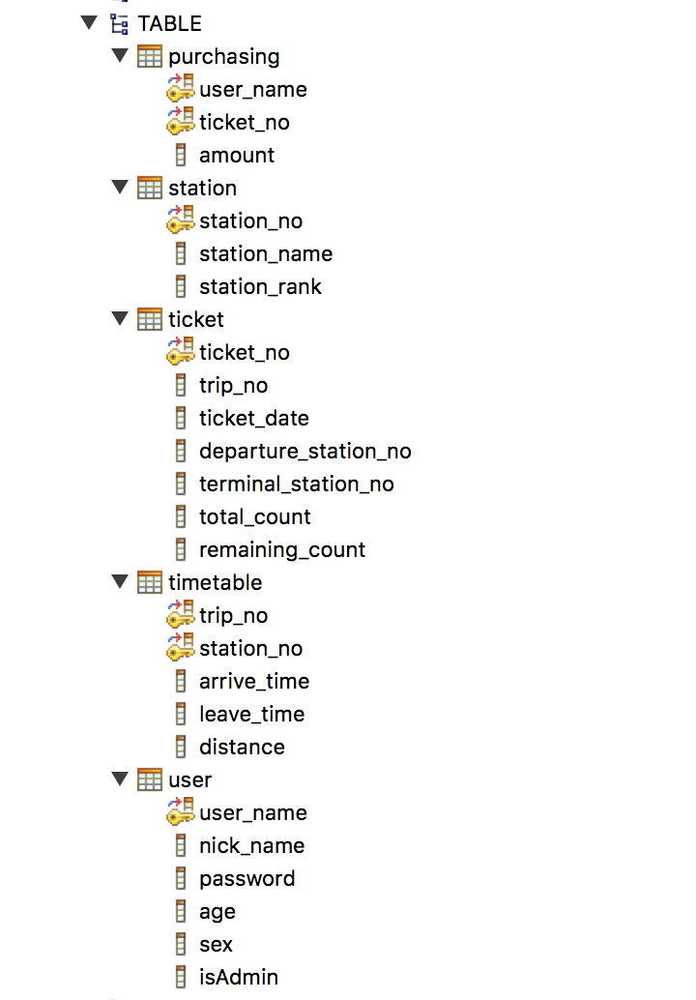 TABLE
purchasing
user_name
ticket_no
amount
station
station_no
station_name
station_rank
ticket
ticket_no
trip_no
ticket_date
departure_station_no
terminal_station_no
total_count
remaining_count
timetable
trip_no
station_no
arrive_time
leave_time
distance
user
user_name
nick_name
password
age
sex
isAdmin